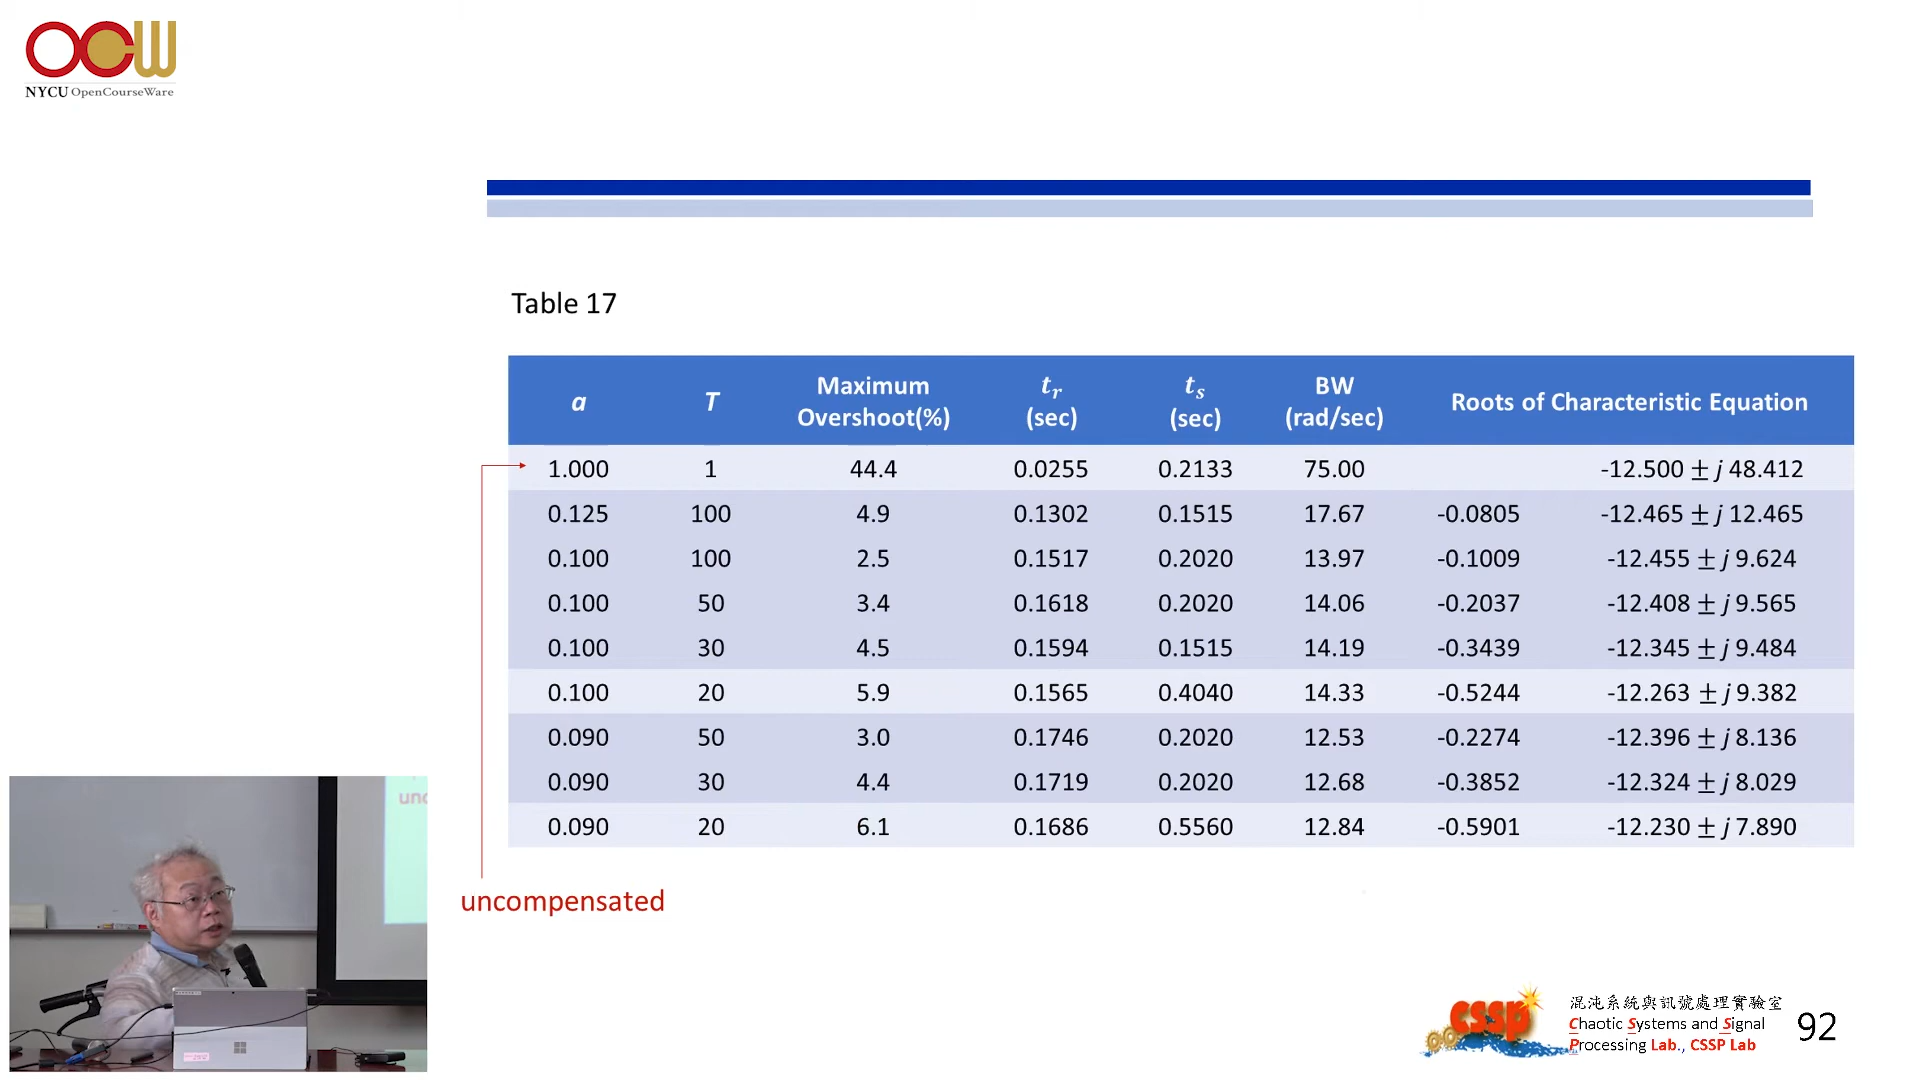 OCW
NYCU OpenCourseWare
Table 17
a T Maximum Overshoot(%) tr (sec) ts (sec) BW (rad/sec) Roots of Characteristic Equation
1.000 1 44.4 0.0255 0.2133 75.00 -12.500 ± j 48.412
0.125 100 4.9 0.1302 0.1515 17.67 -0.0805 -12.465 ± j 12.465
0.100 100 2.5 0.1517 0.2020 13.97 -0.1009 -12.455 ± j 9.624
0.100 50 3.4 0.1618 0.2020 14.06 -0.2037 -12.408 ± j 9.565
0.100 30 4.5 0.1594 0.1515 14.19 -0.3439 -12.345 ± j 9.484
0.100 20 5.9 0.1565 0.4040 14.33 -0.5244 -12.263 ± j 9.382
0.090 50 3.0 0.1746 0.2020 12.53 -0.2274 -12.396 ± j 8.136
0.090 30 4.4 0.1719 0.2020 12.68 -0.3852 -12.324 ± j 8.029
0.090 20 6.1 0.1686 0.5560 12.84 -0.5901 -12.230 ± j 7.890
uncompensated
cssp
混沌系統與訊號處理實驗室
Chaotic Systems and Signal
Processing Lab., CSSP Lab
92